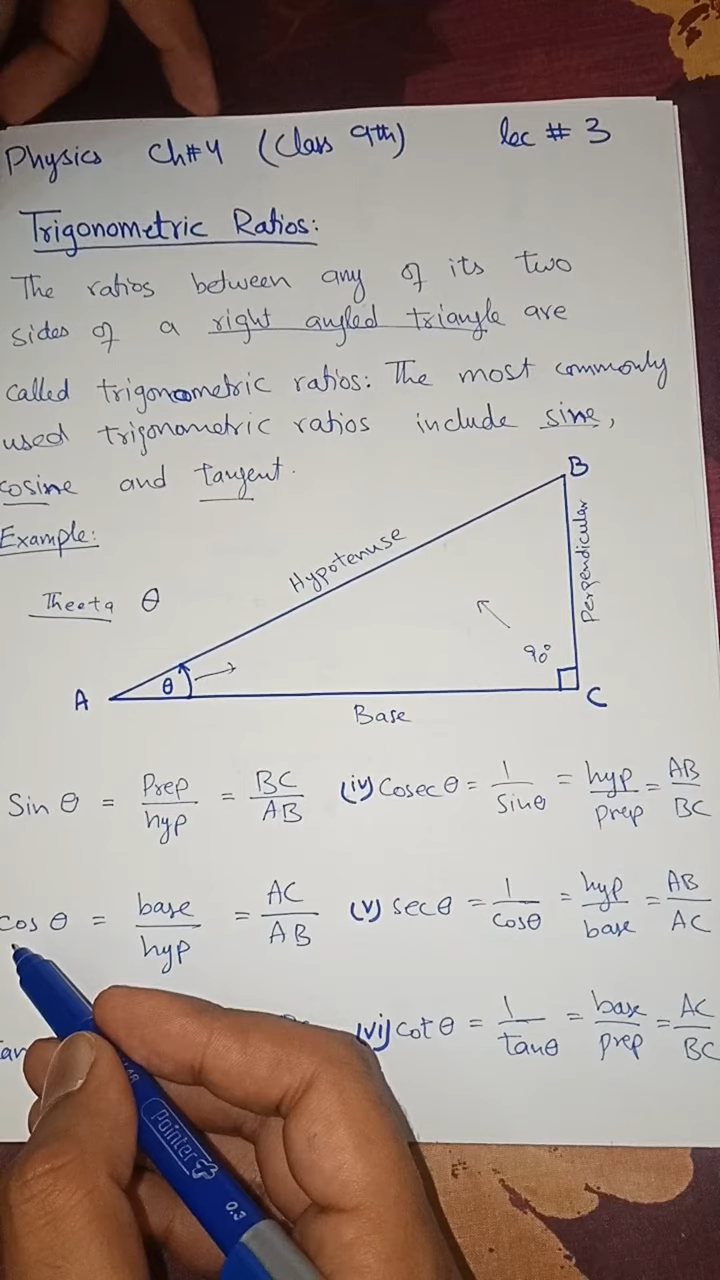 Physics Ch#4 (Class 9th) lec # 3
Trigonometric Ratios:
The ratios between any of its two
sides of a right angled triangle are
called trigonometric ratios: The most commonly
used trigonometric ratios include sine,
cosine and tangent.
Example:
B
Hypotenuse
Perpendicular
Theeta θ
90°
A θ C
Base
Sin θ = Prep/hyp = BC/AB (iv) Cosec θ = 1/Sinθ = hyp/prep = AB/BC
cos θ = base/hyp = AC/AB (v) sec θ = 1/Cosθ = hyp/base = AB/AC
(vi) cot θ = 1/tanθ = base/prep = AC/BC
Pointer 0.3